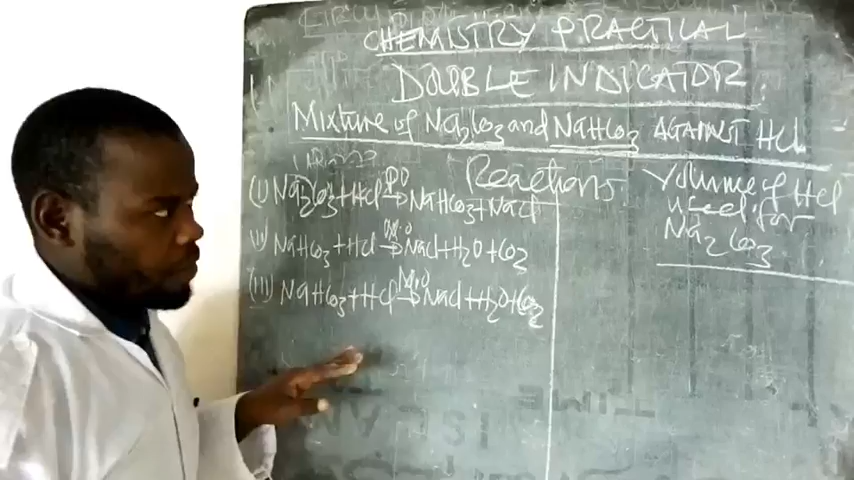 CHEMISTRY PRACTICAL
DOUBLE INDICATOR
Mixture of Na₂CO₃ and NaHCO₃ AGAINST HCl
Reactions
Volume of HCl
used for
Na₂CO₃
(i) Na₂CO₃ + HCl → NaHCO₃ + NaCl
(ii) NaHCO₃ + HCl → NaCl + H₂O + CO₂
(iii) NaHCO₃ + HCl → NaCl + H₂O + CO₂